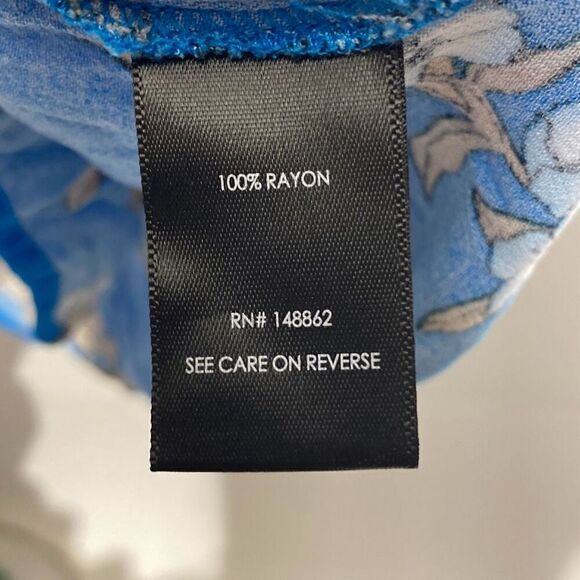 100% RAYON
RN# 148862
SEE CARE ON REVERSE